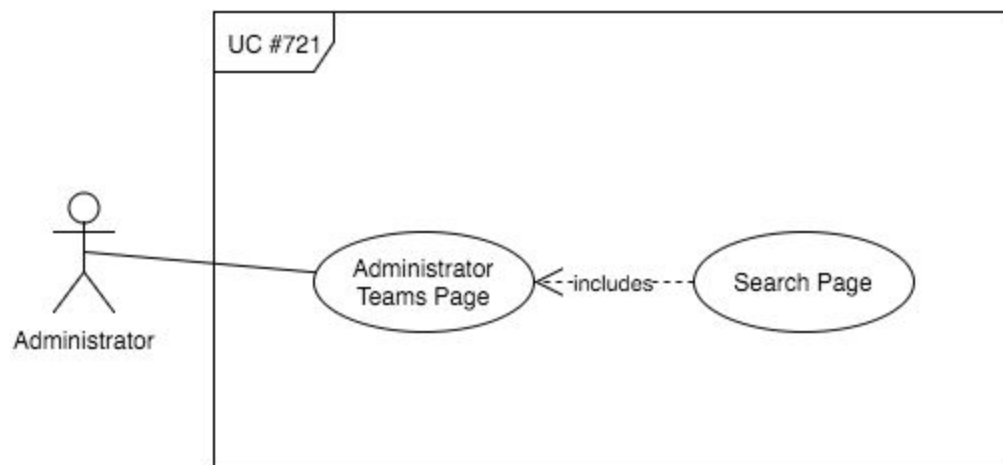 UC #721
Administrator
Teams Page
includes
Search Page
Administrator